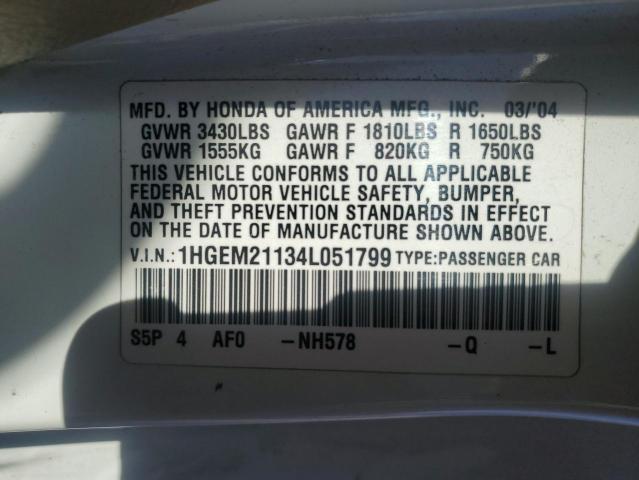 MFD. BY HONDA OF AMERICA MFG., INC. 03/'04
GVWR 3430LBS GAWR F 1810LBS R 1650LBS
GVWR 1555KG GAWR F 820KG R 750KG
THIS VEHICLE CONFORMS TO ALL APPLICABLE
FEDERAL MOTOR VEHICLE SAFETY, BUMPER,
AND THEFT PREVENTION STANDARDS IN EFFECT
ON THE DATE OF MANUFACTURE SHOWN ABOVE.
V.I.N.: 1HGEM21134L051799 TYPE:PASSENGER CAR
S5P 4 AF0 -NH578 -Q -L